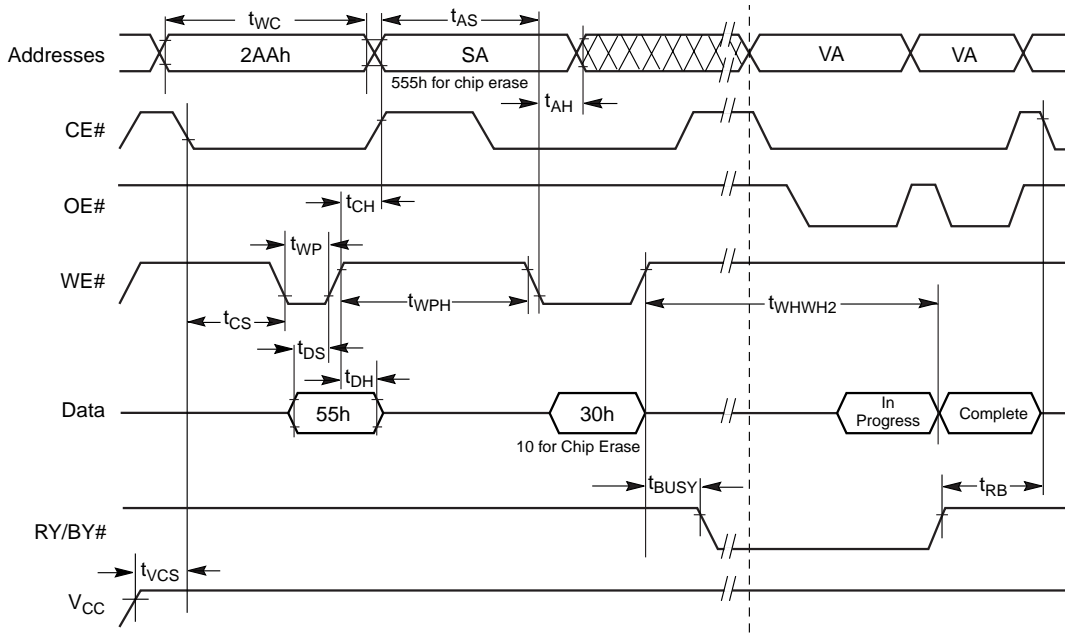 tWC
tAS
Addresses
2AAh
SA
VA
VA
555h for chip erase
tAH
CE#
OE#
tCH
tWP
WE#
tWPH
tWHWH2
tCS
tDS
tDH
Data
55h
30h
In
Progress
Complete
10 for Chip Erase
tBUSY
tRB
RY/BY#
tVCS
VCC